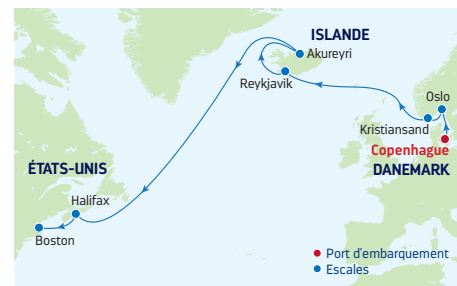 ISLANDE
Akureyri
Reykjavik
Oslo
Kristiansand
Copenhague
DANEMARK
ÉTATS-UNIS
Halifax
Boston
Port d'embarquement
Escales